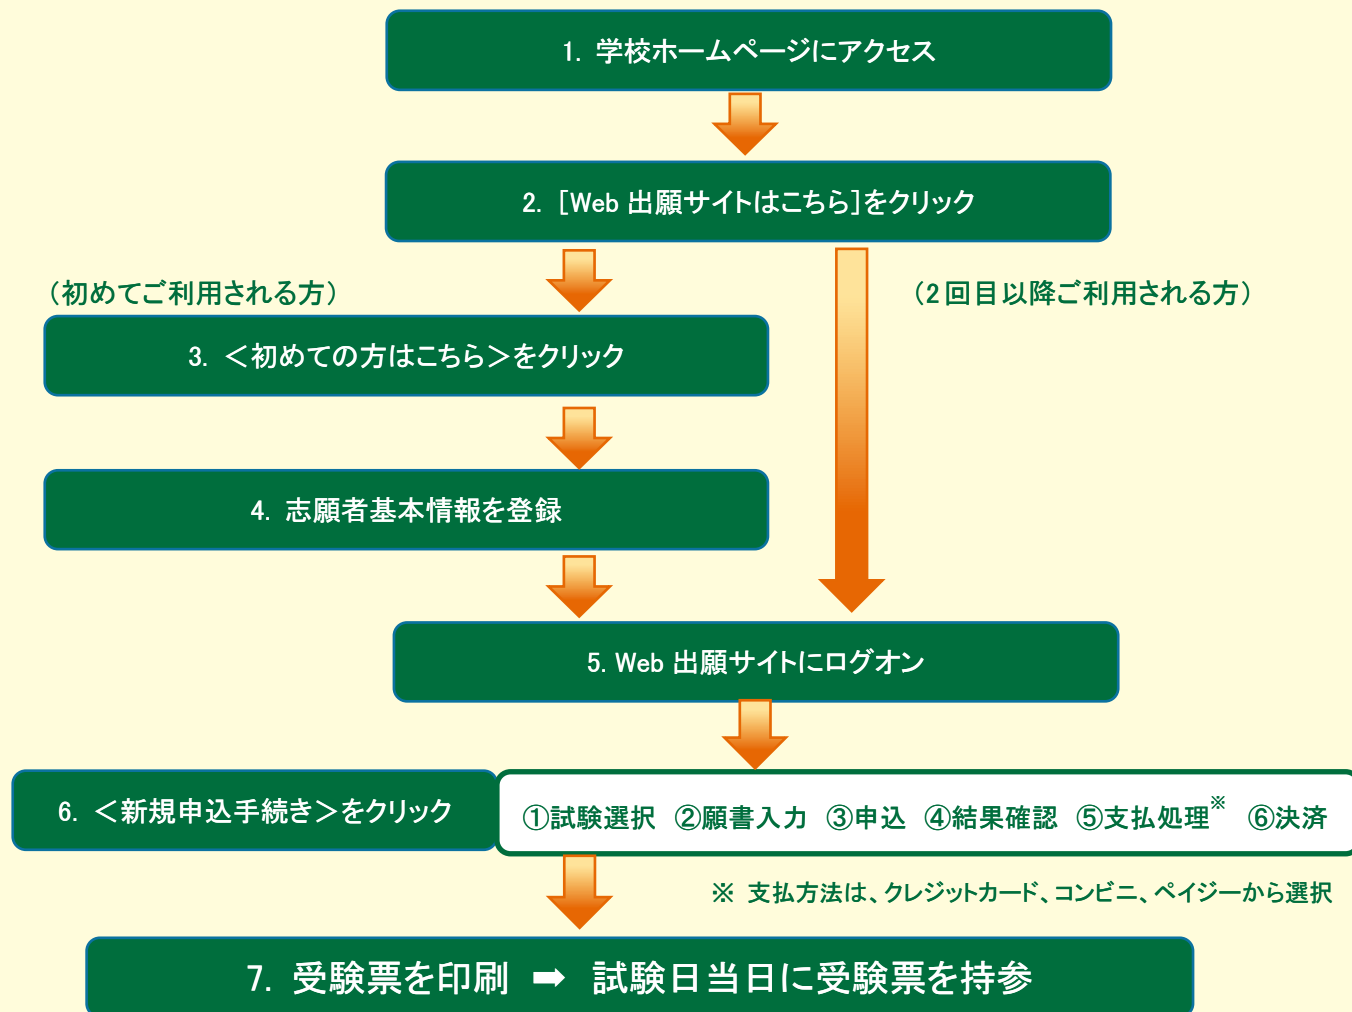 1. 学校ホームページにアクセス
2. [Web 出願サイトはこちら]をクリック
(初めてご利用される方)
(2回目以降ご利用される方)
3. <初めての方はこちら>をクリック
4. 志願者基本情報を登録
5. Web 出願サイトにログオン
6. <新規申込手続き>をクリック
①試験選択 ②願書入力 ③申込 ④結果確認 ⑤支払処理※ ⑥決済
※ 支払方法は、クレジットカード、コンビニ、ペイジーから選択
7. 受験票を印刷 ➡ 試験日当日に受験票を持参